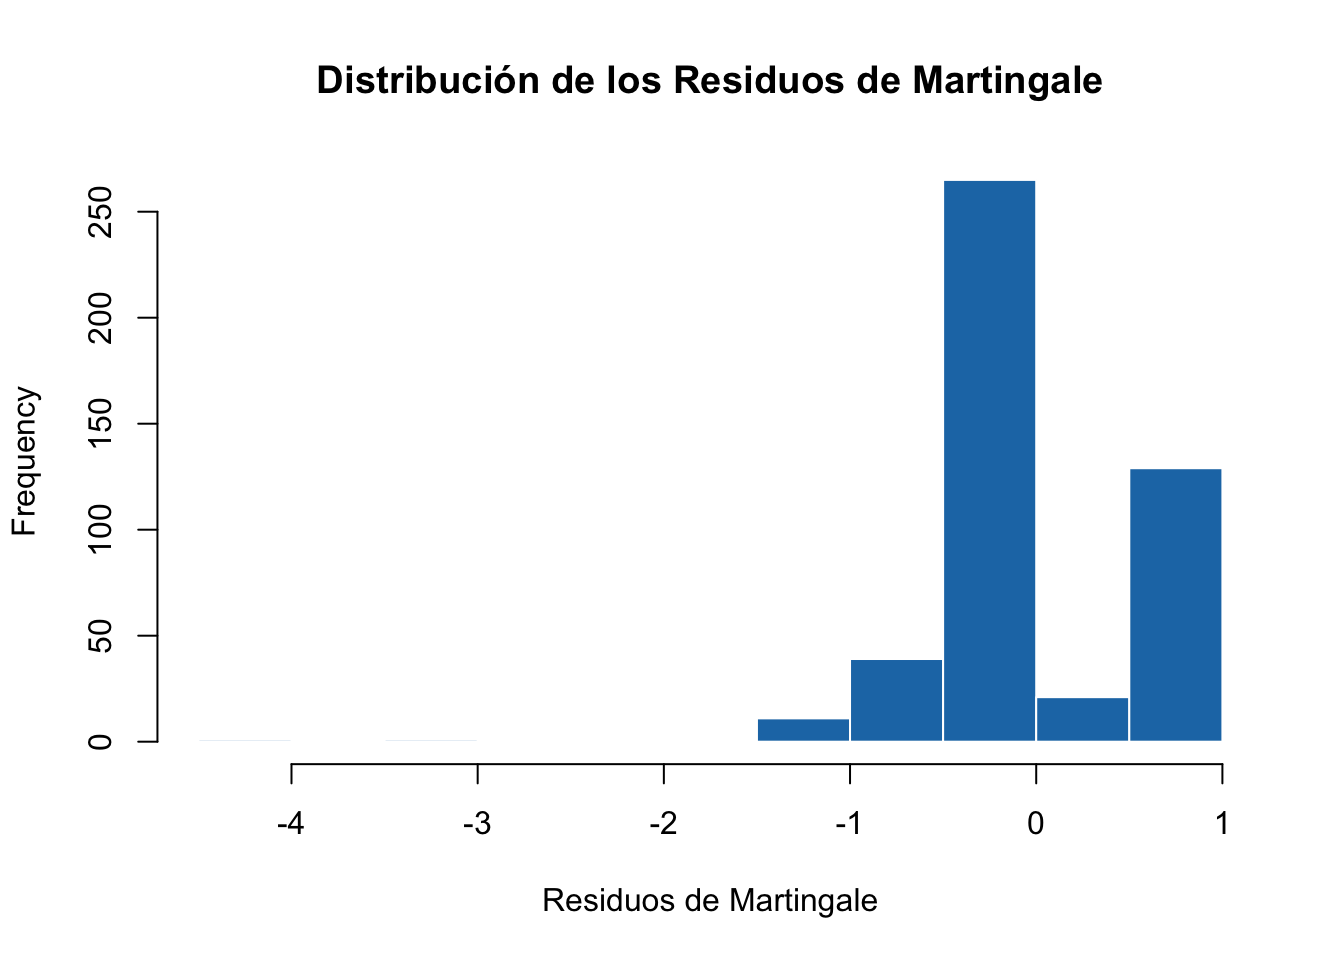 Distribución de los Residuos de Martingale
Frequency
250
200
150
100
50
0
-4 -3 -2 -1 0 1
Residuos de Martingale